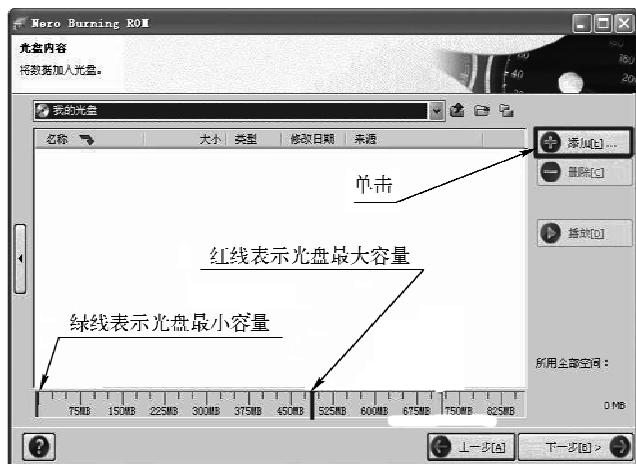 Nero Burning ROM
光盘内容
将数据加入光盘。
我的光盘
名称 大小 类型 修改日期 来源
添加[E]...
删除[C]
单击
播放[D]
红线表示光盘最大容量
绿线表示光盘最小容量
所用全部空间：
75MB 150MB 225MB 300MB 375MB 450MB 525MB 600MB 675MB 750MB 825MB
0 MB
上一步[A] 下一步[B] >